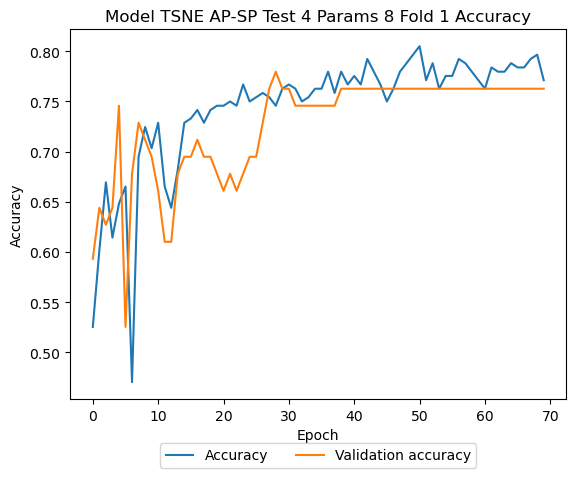 Model TSNE AP-SP Test 4 Params 8 Fold 1 Accuracy
0.80
0.75
0.70
0.65
0.60
0.55
0.50
Accuracy
0 10 20 30 40 50 60 70
Epoch
Accuracy Validation accuracy